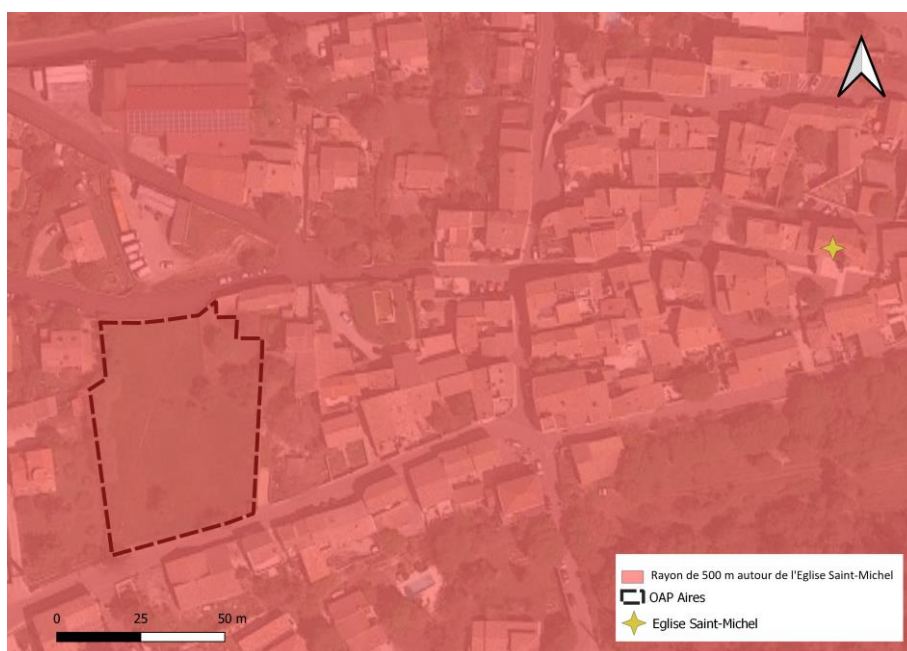 Rayon de 500 m autour de l'Eglise Saint-Michel
OAP Aires
Eglise Saint-Michel
0 25 50 m